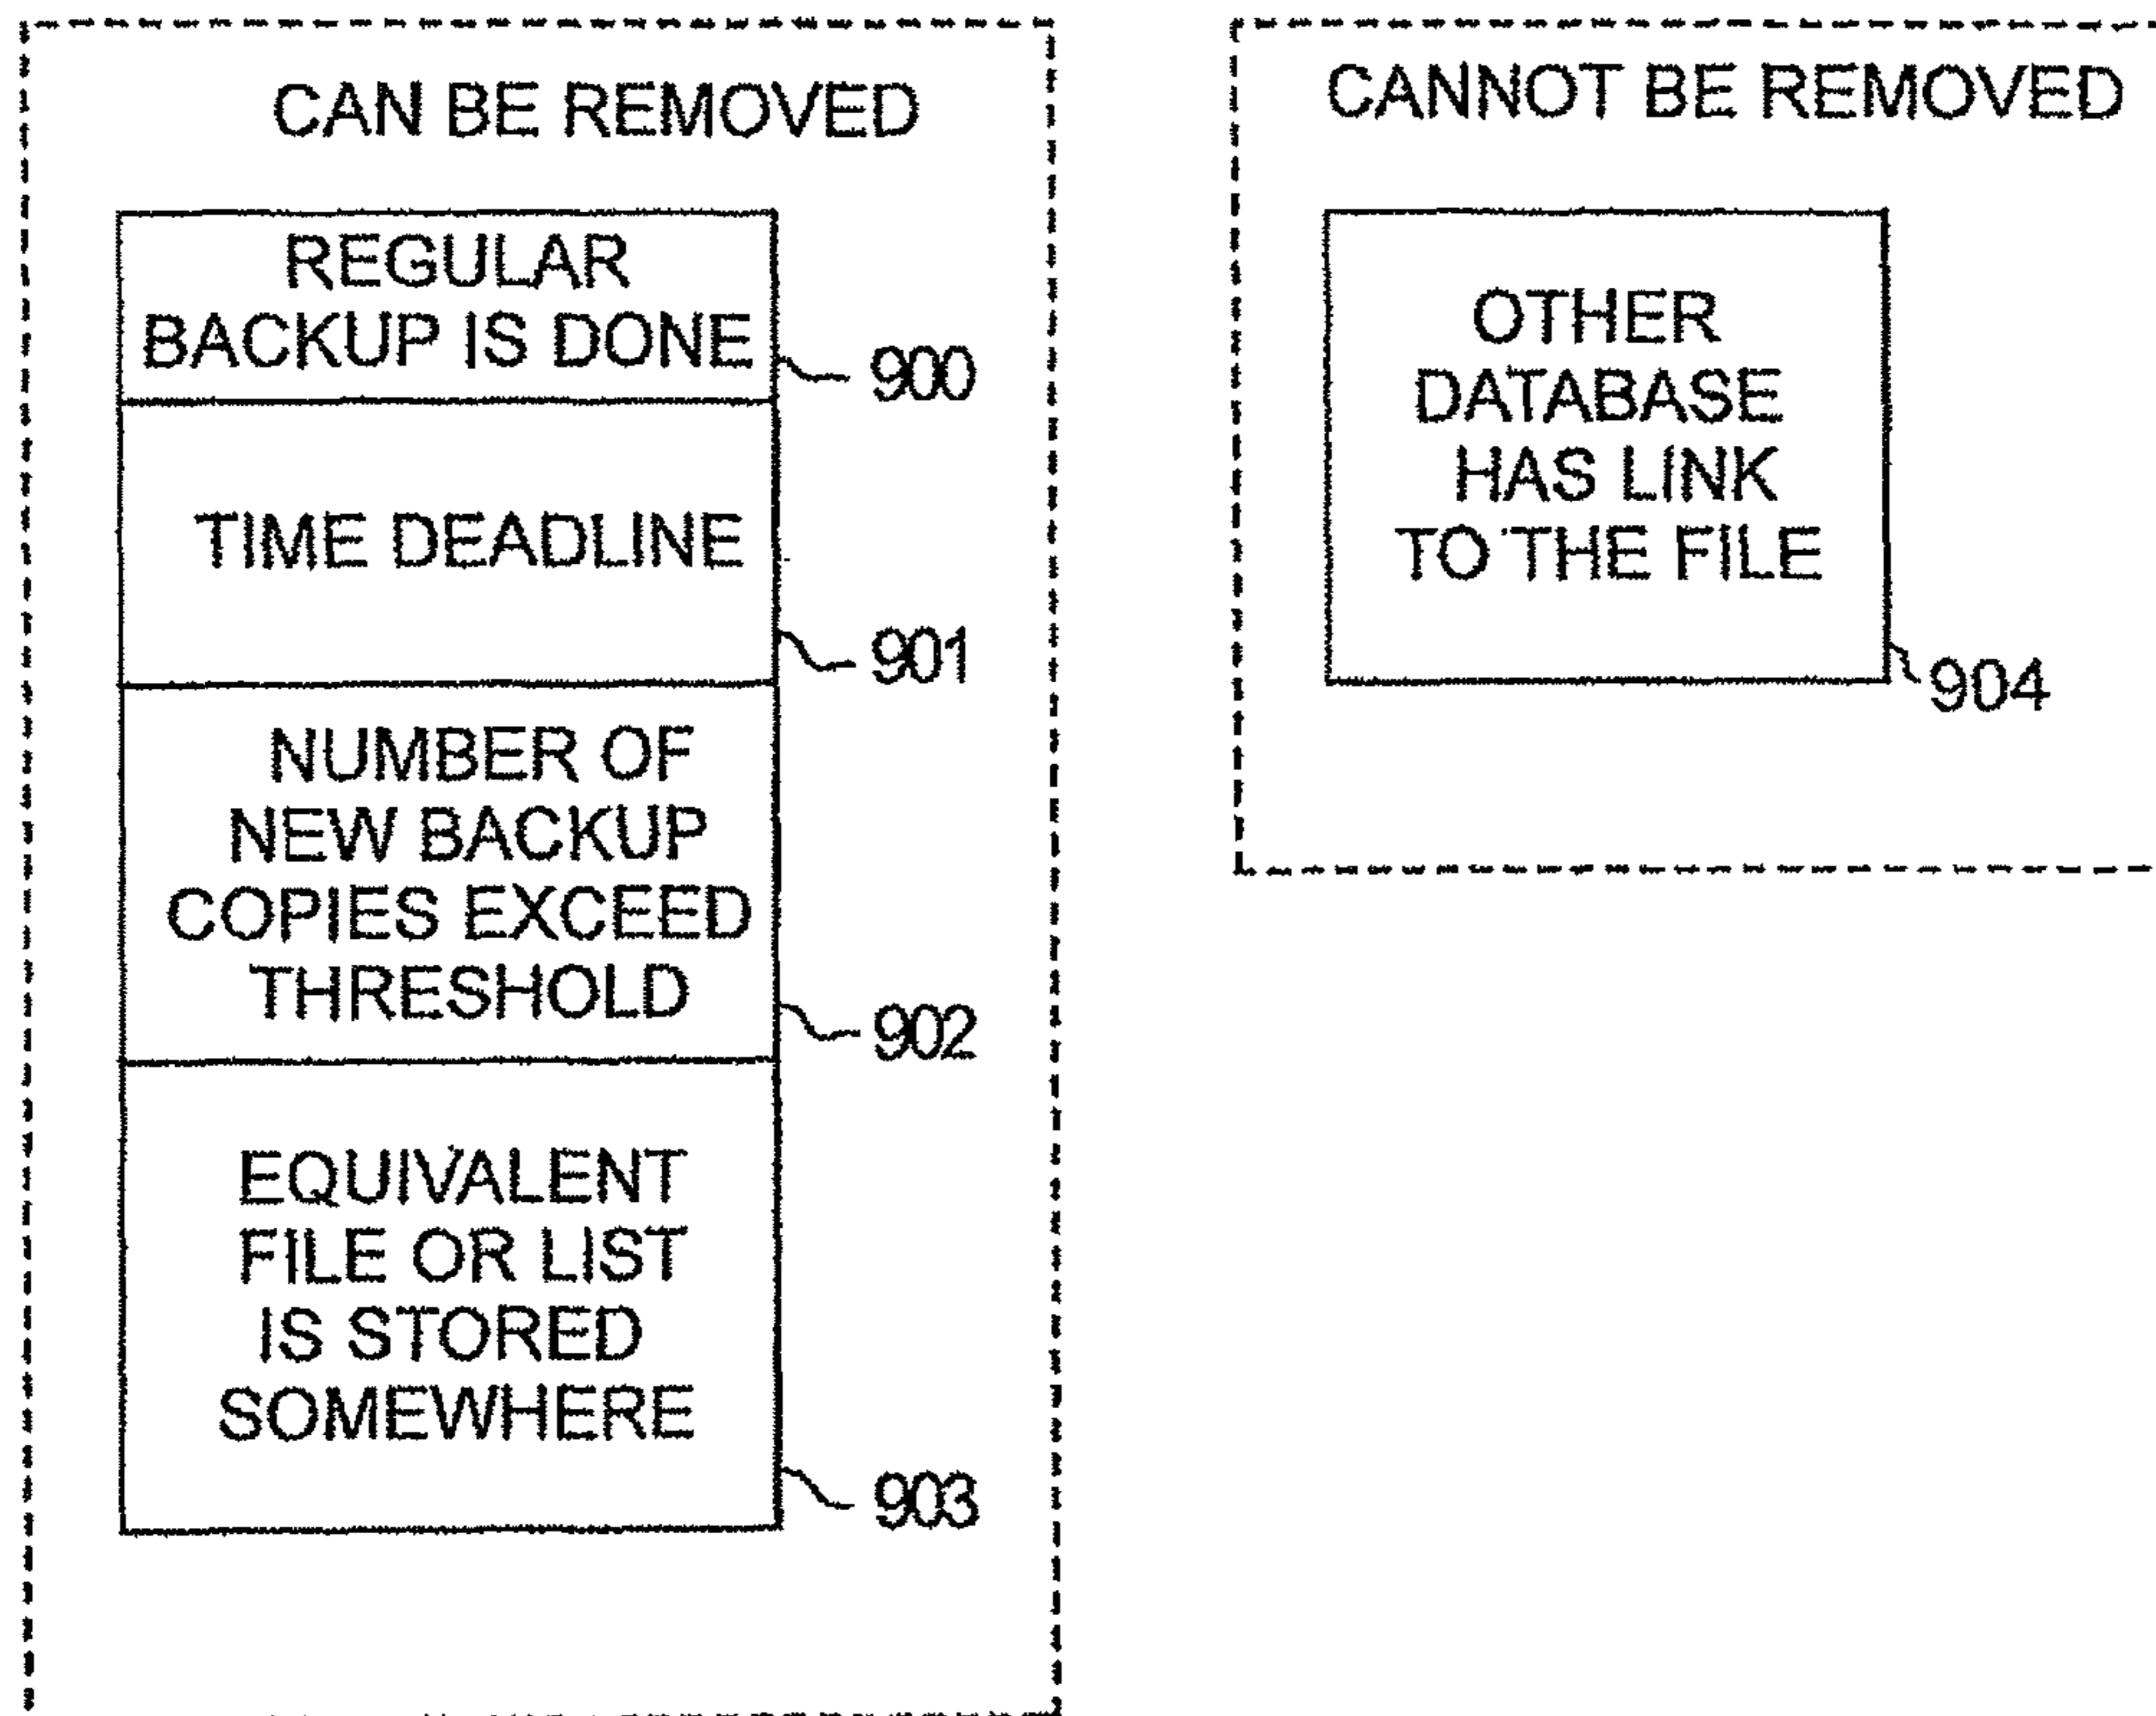 CAN BE REMOVED
REGULAR
BACKUP IS DONE
900
TIME DEADLINE
901
NUMBER OF
NEW BACKUP
COPIES EXCEED
THRESHOLD
902
EQUIVALENT
FILE OR LIST
IS STORED
SOMEWHERE
903
CANNOT BE REMOVED
OTHER
DATABASE
HAS LINK
TO THE FILE
904